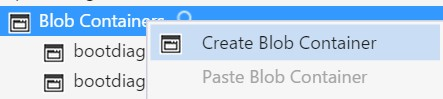 Blob Containers
Create Blob Container
bootdiag
Paste Blob Container
bootdiag